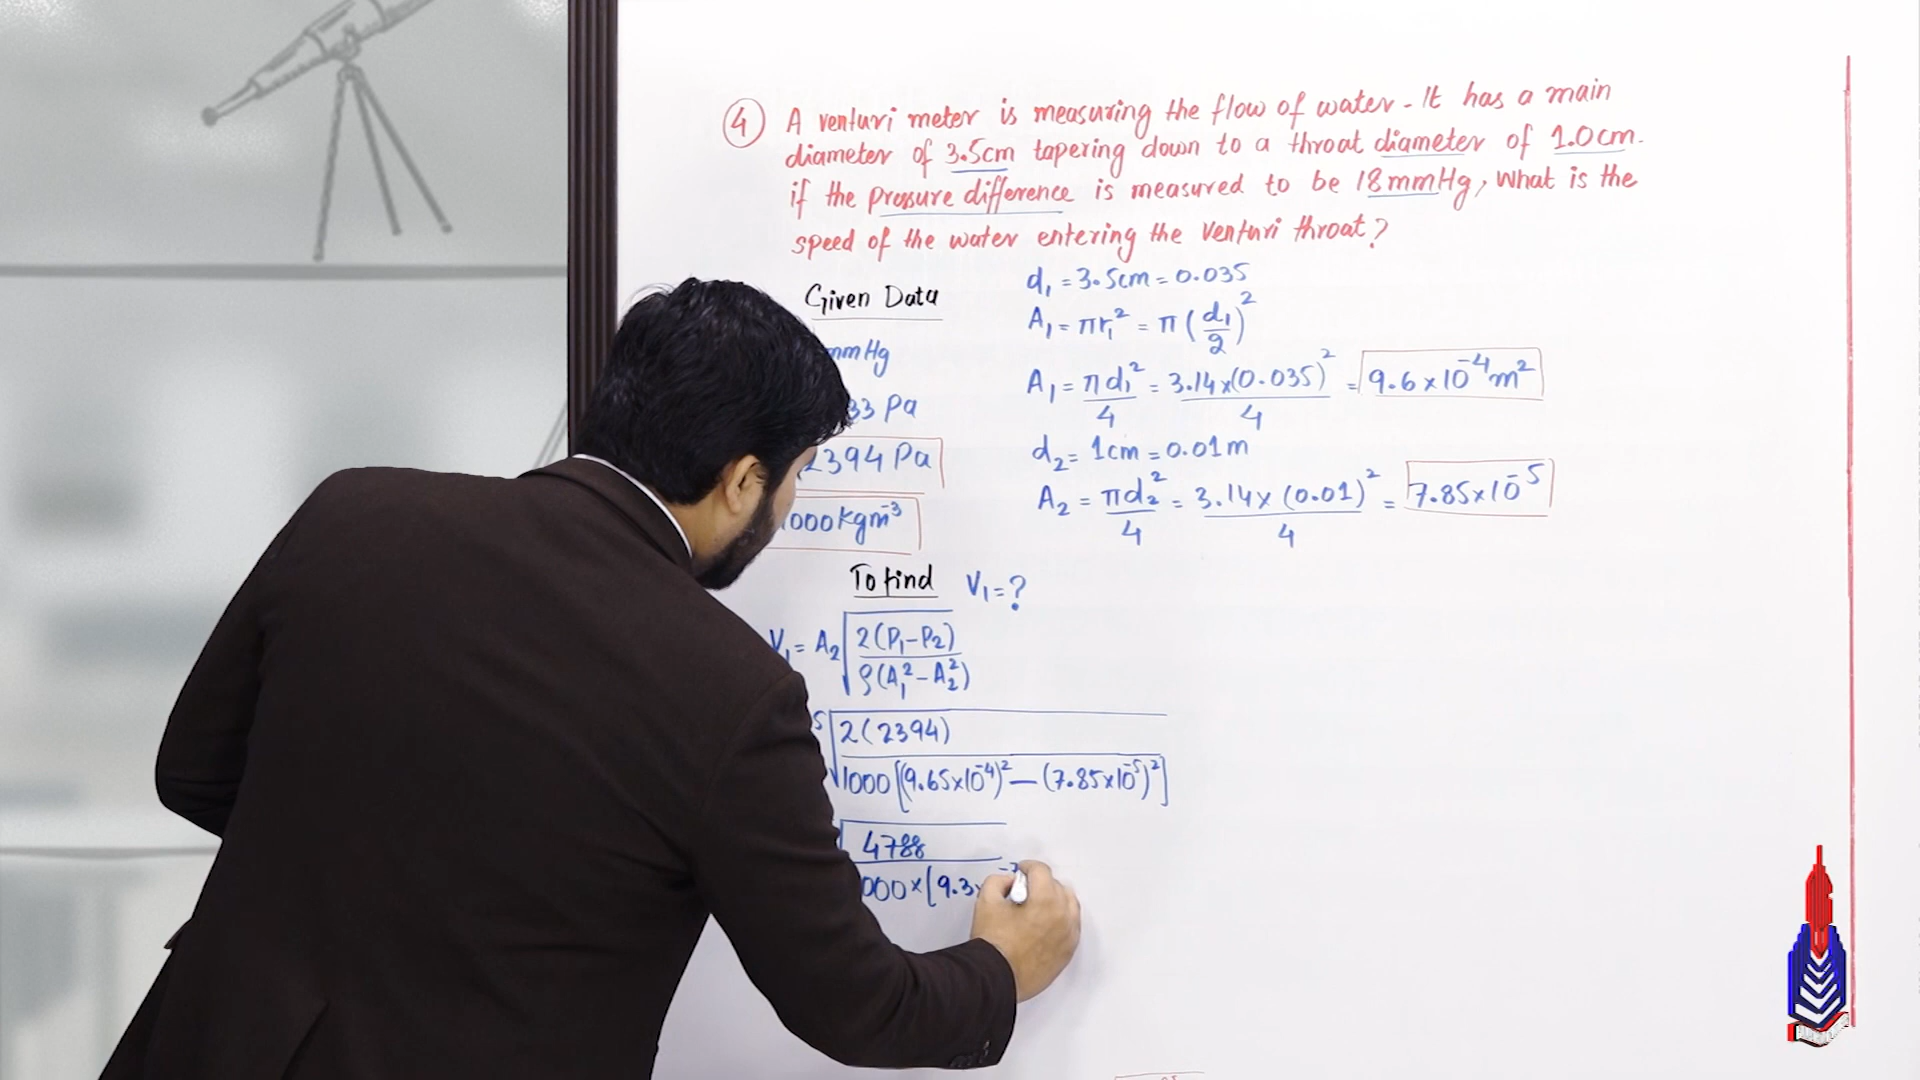 4 A venturi meter is measuring the flow of water - It has a main
diameter of 3.5cm tapering down to a throat diameter of 1.0cm.
if the pressure difference is measured to be 18mmHg, What is the
speed of the water entering the venturi throat?
Given Data
mmHg
33 Pa
2394 Pa
1000kgm⁻³
d₁ = 3.5cm = 0.035
A₁ = πr₁² = π(d₁/2)²
A₁ = πd₁²/4 = 3.14×(0.035)²/4 = 9.6×10⁻⁴m²
d₂ = 1cm = 0.01m
A₂ = πd₂²/4 = 3.14×(0.01)²/4 = 7.85×10⁻⁵
To find V₁=?
V₁ = A₂ √2(P₁-P₂)/ρ(A₁²-A₂²)
5 √2(2394)/1000[(9.65×10⁻⁴)²-(7.85×10⁻⁵)²]
√4788/000×[9.3×